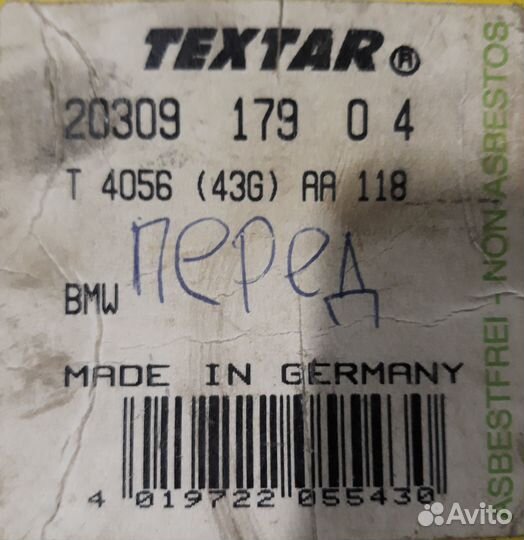 TEXTAR ®
20309 179 0 4
T 4056 (43G) AA 118
перед
BMW
MADE IN GERMANY
4 019722 055430
ASBESTFREI - NON-ASBESTOS
Avito